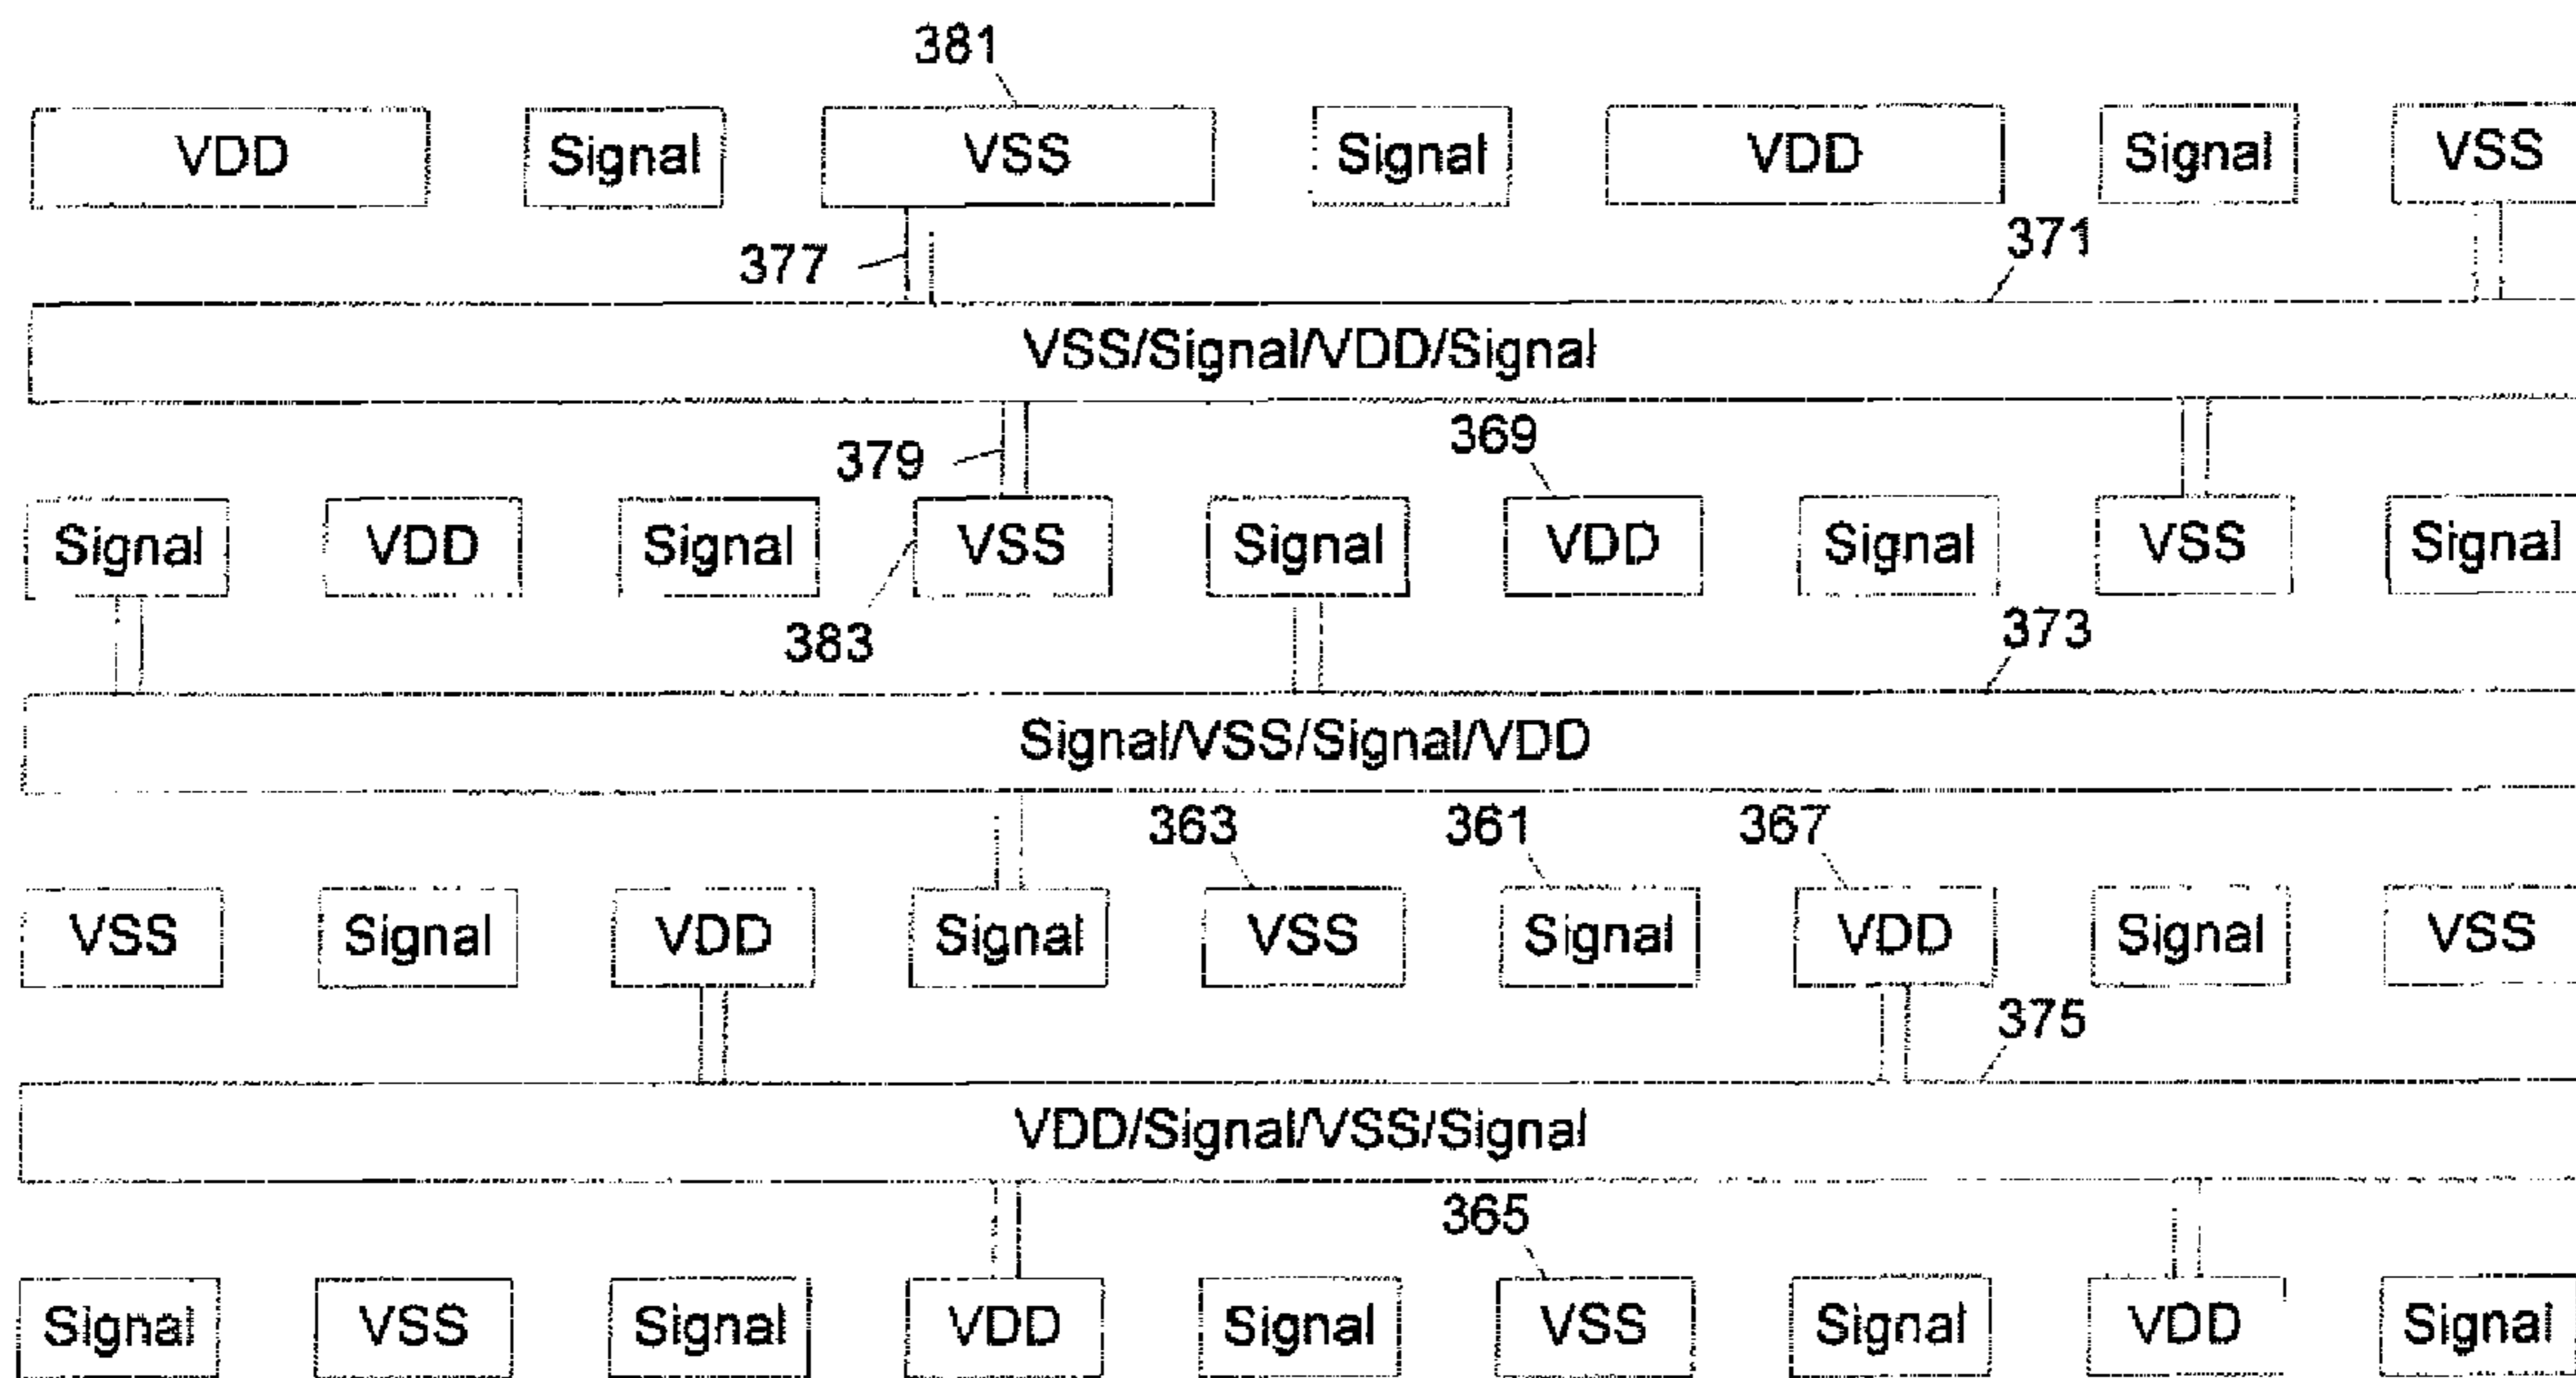 381
VDD Signal VSS Signal VDD Signal VSS
377 371
VSS/Signal/VDD/Signal
379 369
Signal VDD Signal VSS Signal VDD Signal VSS Signal
383 373
Signal/VSS/Signal/VDD
363 361 367
VSS Signal VDD Signal VSS Signal VDD Signal VSS
375
VDD/Signal/VSS/Signal
365
Signal VSS Signal VDD Signal VSS Signal VDD Signal